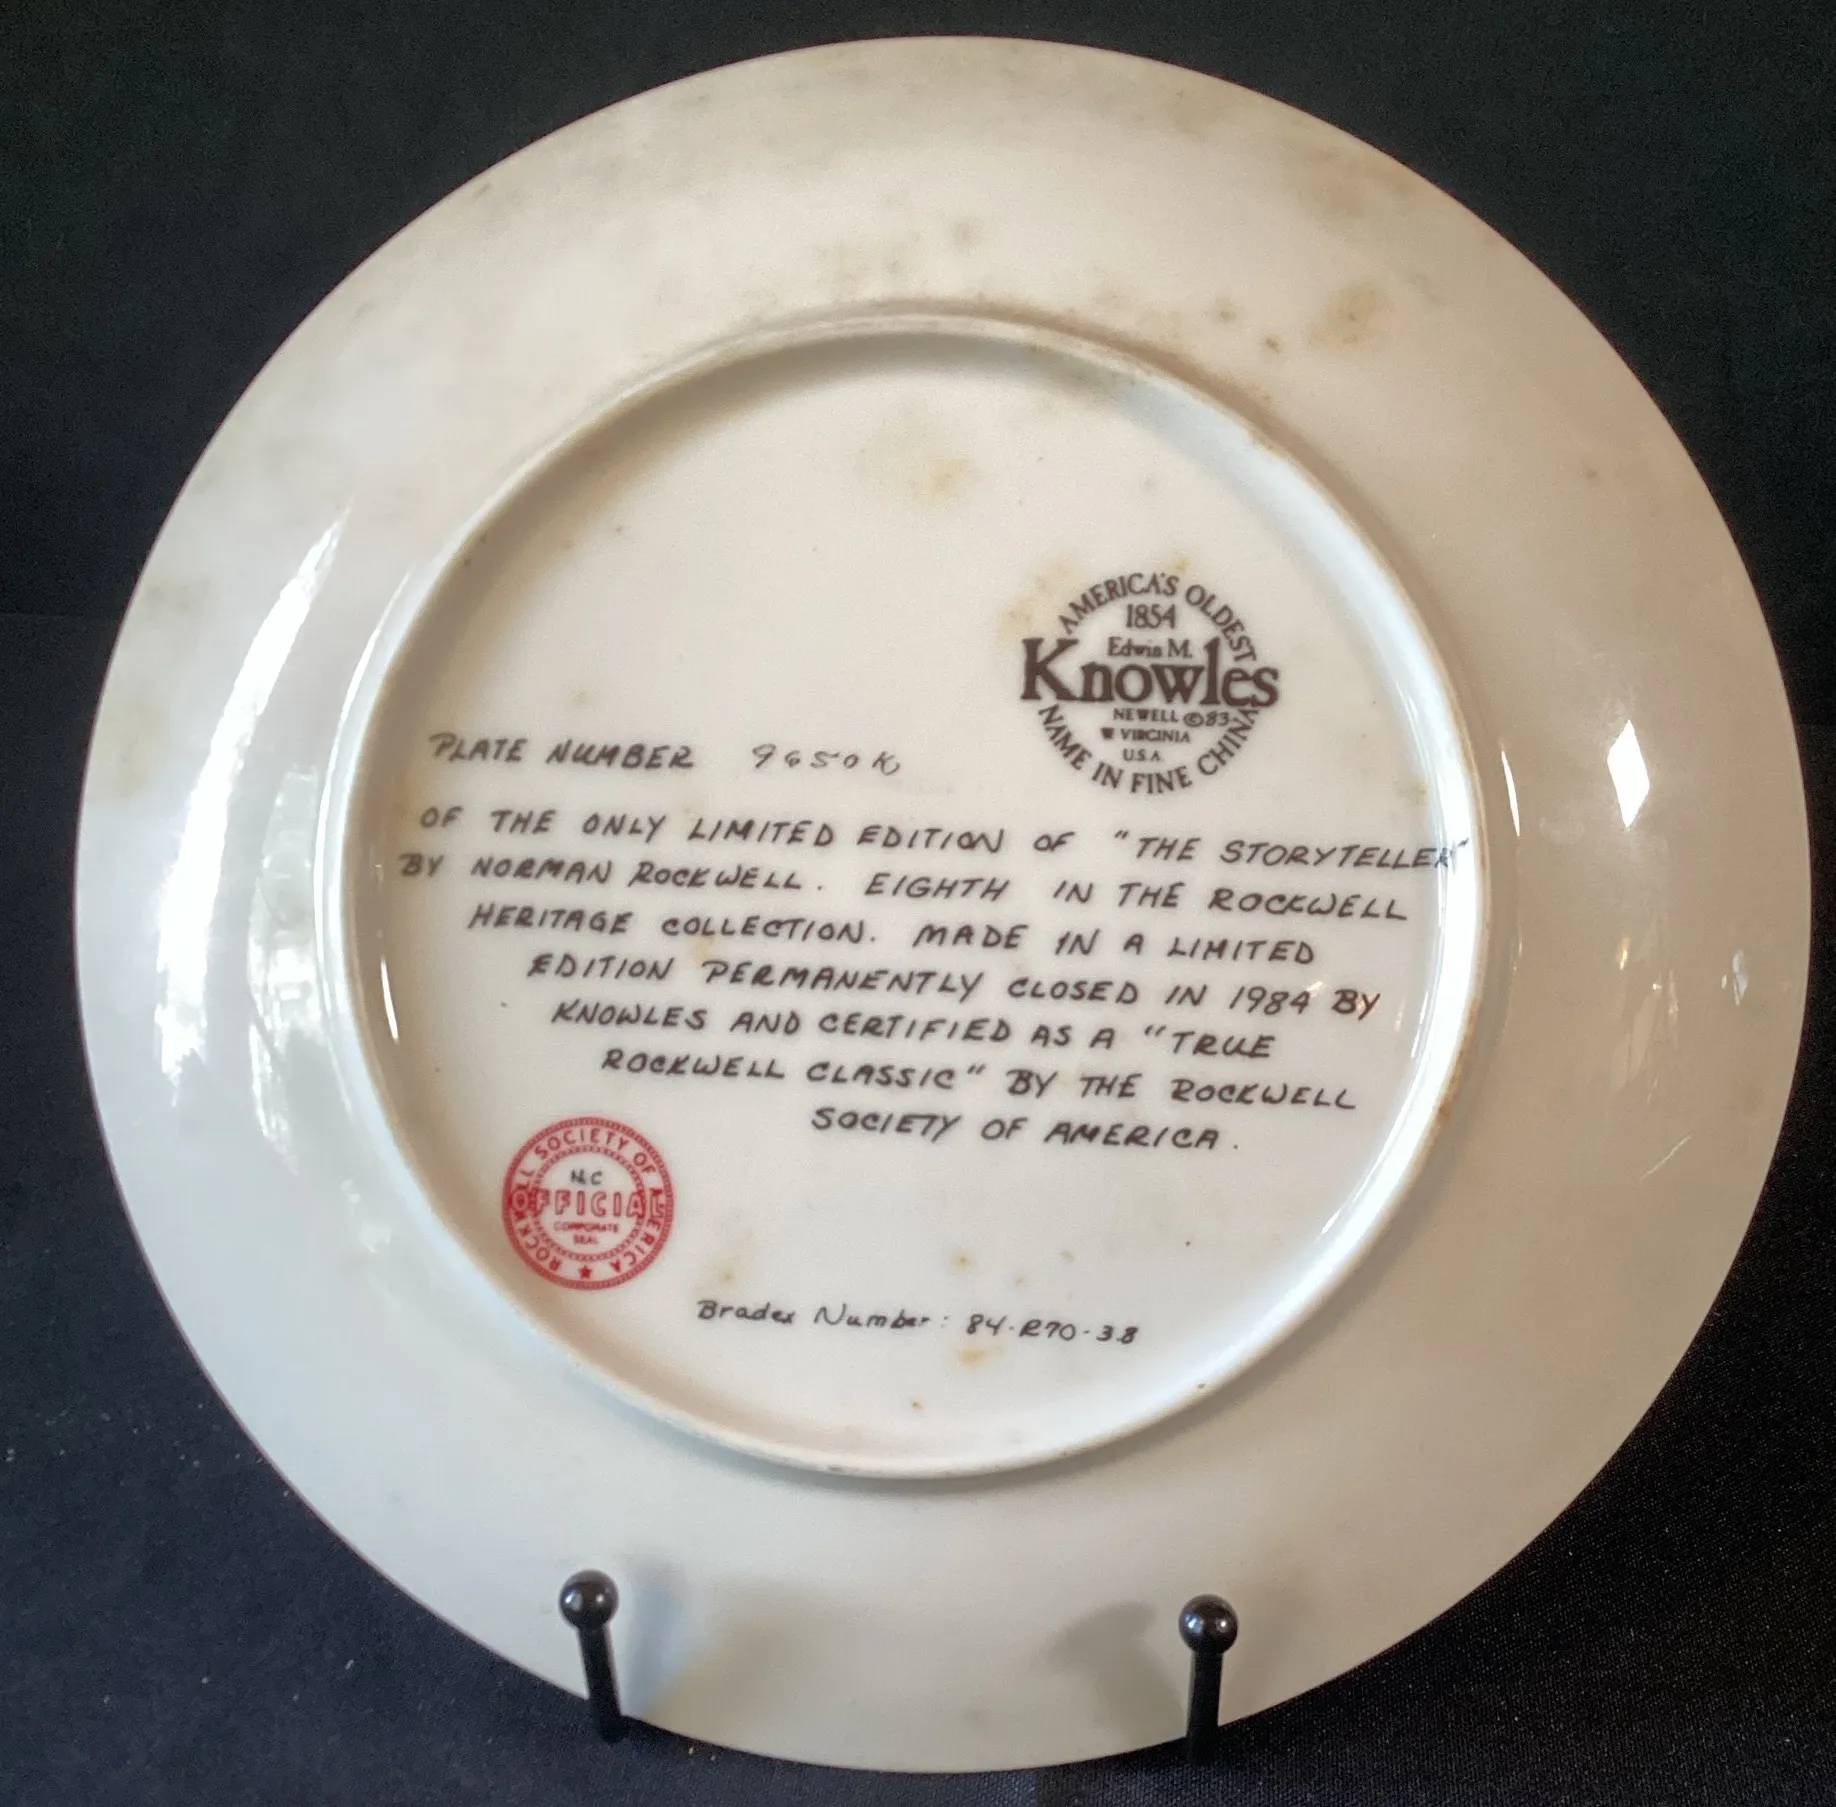 AMERICA'S OLDEST
1854
Edwin M.
Knowles
NEWELL ©83
W VIRGINIA
U.S.A.
NAME IN FINE CHINA
PLATE NUMBER 9650K
OF THE ONLY LIMITED EDITION OF "THE STORYTELLER"
BY NORMAN ROCKWELL. EIGHTH IN THE ROCKWELL
HERITAGE COLLECTION. MADE IN A LIMITED
EDITION PERMANENTLY CLOSED IN 1984 BY
KNOWLES AND CERTIFIED AS A "TRUE
ROCKWELL CLASSIC" BY THE ROCKWELL
SOCIETY OF AMERICA.
ROCKWELL SOCIETY OF AMERICA
N.C
OFFICIAL
CORPORATE
SEAL
Bradex Number: 84-R70-3.8